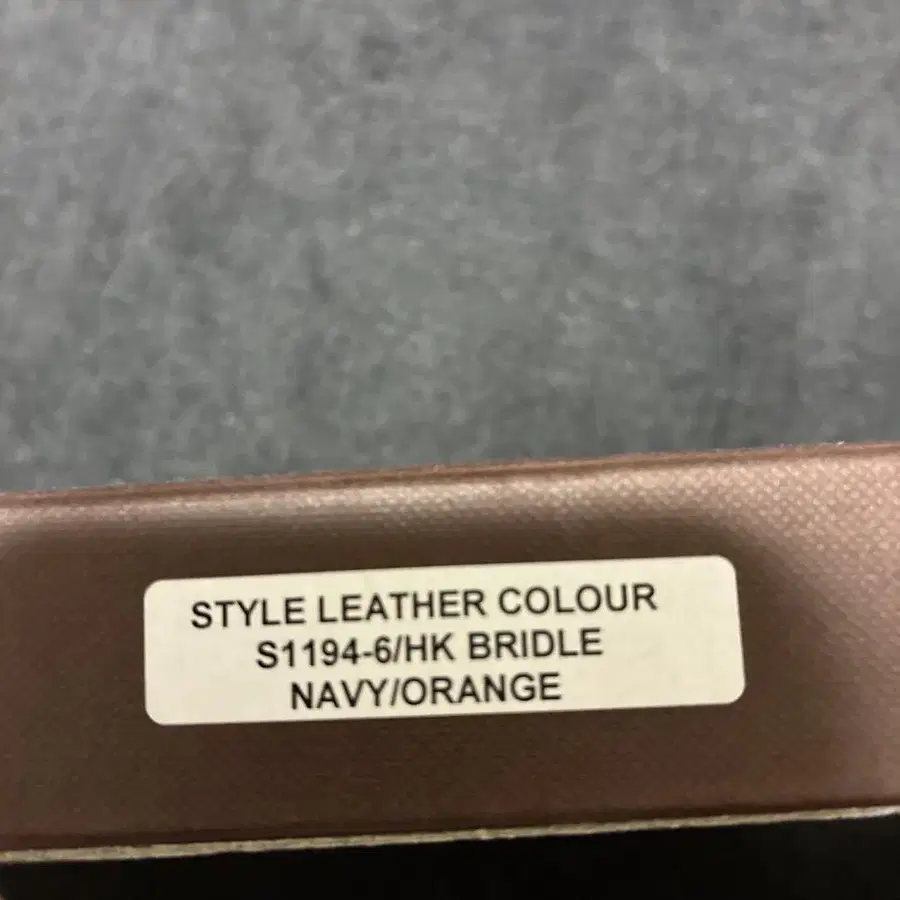 STYLE LEATHER COLOUR
S1194-6/HK BRIDLE
NAVY/ORANGE